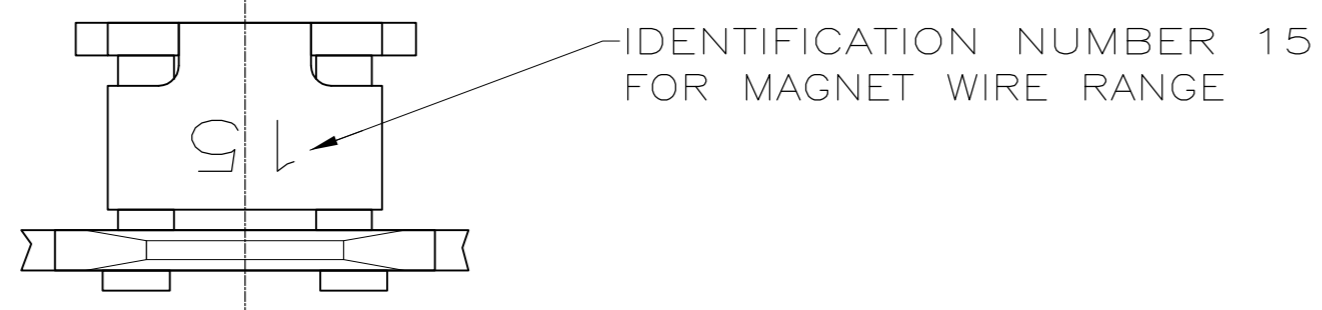 IDENTIFICATION NUMBER 15
FOR MAGNET WIRE RANGE
15